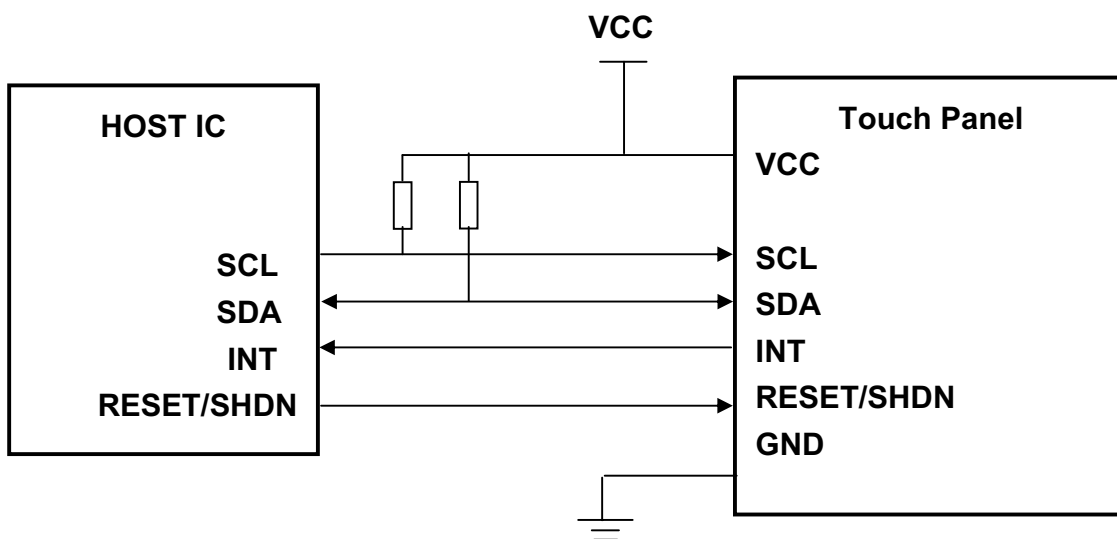 VCC
HOST IC
SCL
SDA
INT
RESET/SHDN
Touch Panel
VCC
SCL
SDA
INT
RESET/SHDN
GND